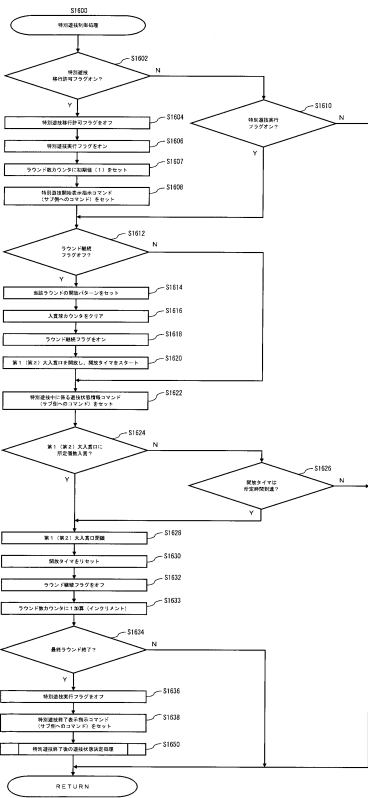 S1600
特別遊技制御処理
S1602
特別遊技
移行許可フラグオン?
N
Y
S1610
特別遊技実行
フラグオン?
N
Y
S1604
特別遊技移行許可フラグをオフ
S1606
特別遊技実行フラグをオン
S1607
ラウンド数カウンタに初期値(1)をセット
S1608
特別遊技開始表示指示コマンド
(サブ側へのコマンド)をセット
S1612
ラウンド継続
フラグオフ?
N
Y
S1614
当該ラウンドの開放パターンをセット
S1616
入賞球カウンタをクリア
S1618
ラウンド継続フラグをオン
S1620
第1(第2)大入賞口を開放し、開放タイマをスタート
S1622
特別遊技中に係る遊技状態情報コマンド
(サブ側へのコマンド)をセット
S1624
第1(第2)大入賞口に
所定個数入賞?
N
Y
S1626
開放タイマは
所定時間到達?
N
Y
S1628
第1(第2)大入賞口閉鎖
S1630
開放タイマをリセット
S1632
ラウンド継続フラグをオフ
S1633
ラウンド数カウンタに1加算(インクリメント)
S1634
最終ラウンド終了?
N
Y
S1636
特別遊技実行フラグをオフ
S1638
特別遊技終了表示指示コマンド
(サブ側へのコマンド)をセット
S1650
特別遊技終了後の遊技状態決定処理
RETURN